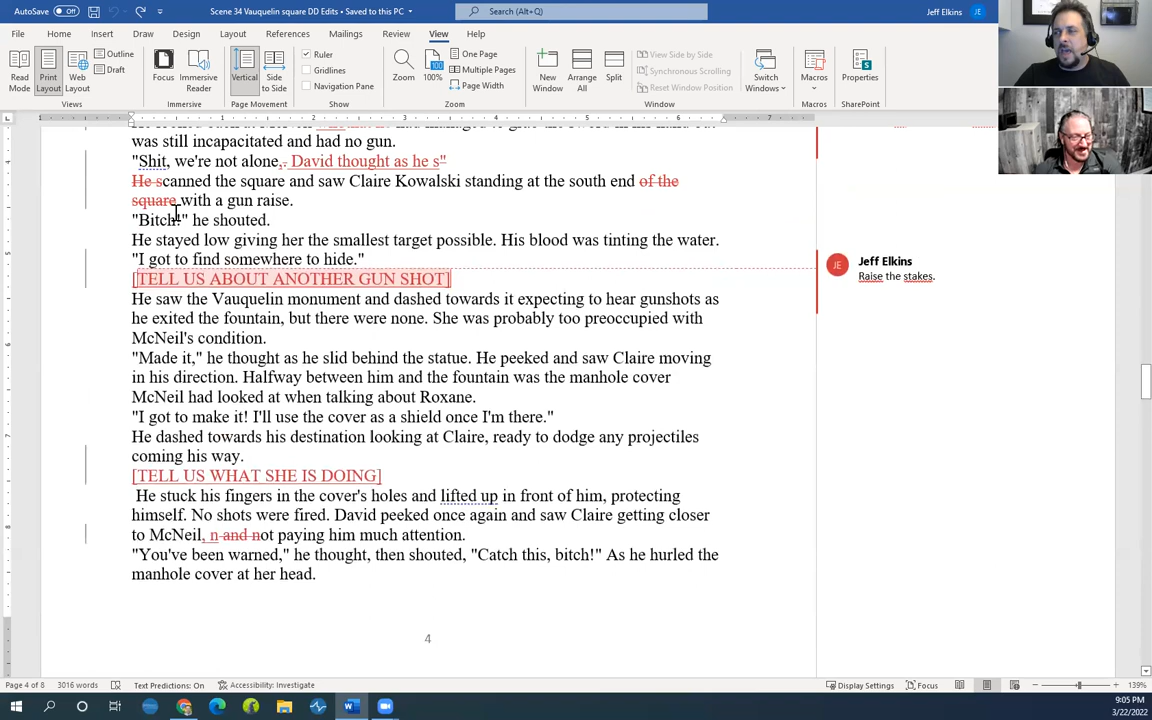 AutoSave Off Scene 34 Vauquelin square DD Edits • Saved to this PC Search (Alt+Q) Jeff Elkins JE
File Home Insert Draw Design Layout References Mailings Review View Help
Read Mode Print Layout Web Layout Outline Draft Focus Immersive Reader Vertical Side to Side Ruler Gridlines Navigation Pane Zoom 100% One Page Multiple Pages Page Width New Window Arrange All Split View Side by Side Synchronous Scrolling Reset Window Position Switch Windows Macros Properties
Views Immersive Page Movement Show Zoom Window Macros SharePoint
was still incapacitated and had no gun.
"Shit, we're not alone,. David thought as he s"
He scanned the square and saw Claire Kowalski standing at the south end of the
square with a gun raise.
"Bitch!" he shouted.
He stayed low giving her the smallest target possible. His blood was tinting the water.
"I got to find somewhere to hide."
[TELL US ABOUT ANOTHER GUN SHOT]
He saw the Vauquelin monument and dashed towards it expecting to hear gunshots as
he exited the fountain, but there were none. She was probably too preoccupied with
McNeil's condition.
"Made it," he thought as he slid behind the statue. He peeked and saw Claire moving
in his direction. Halfway between him and the fountain was the manhole cover
McNeil had looked at when talking about Roxane.
"I got to make it! I'll use the cover as a shield once I'm there."
He dashed towards his destination looking at Claire, ready to dodge any projectiles
coming his way.
[TELL US WHAT SHE IS DOING]
He stuck his fingers in the cover's holes and lifted up in front of him, protecting
himself. No shots were fired. David peeked once again and saw Claire getting closer
to McNeil, n and not paying him much attention.
"You've been warned," he thought, then shouted, "Catch this, bitch!" As he hurled the
manhole cover at her head.
4
JE Jeff Elkins
Raise the stakes.
Page 4 of 8 3016 words Text Predictions: On Accessibility: Investigate Display Settings Focus 139%
9:05 PM
3/22/2022